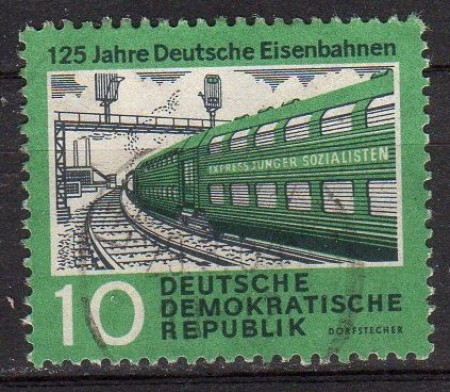 125 Jahre Deutsche Eisenbahnen
EXPRESS JUNGER SOZIALISTEN
10
DEUTSCHE
DEMOKRATISCHE
REPUBLIK
DORFSTECHER